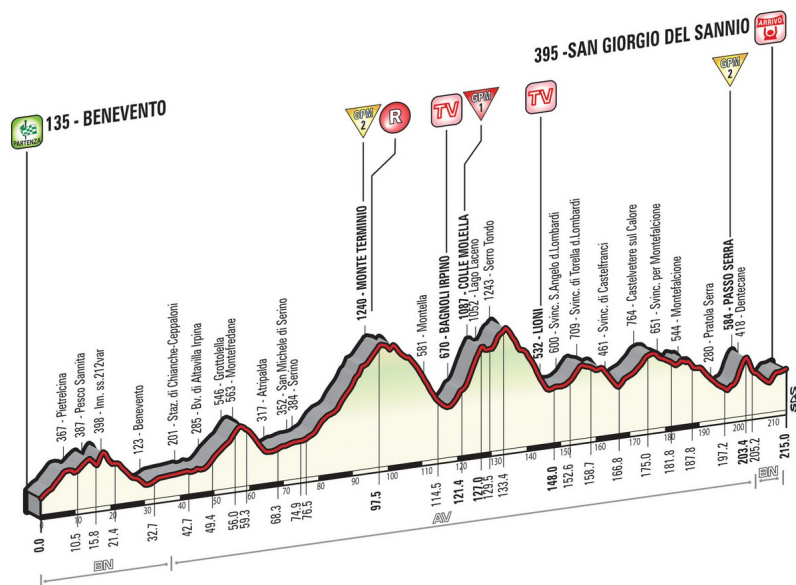 395 -SAN GIORGIO DEL SANNIO
ARRIVO
135 - BENEVENTO
PARTENZA
GPM 2
R
TV
GPM 1
TV
GPM 2
367 - Pietrelcina
387 - Pesco Sannita
398 - Inn. ss.212var
123 - Benevento
201 - Staz. di Chianche-Ceppaloni
285 - Bv. di Altavilla Irpina
546 - Grottolella
563 - Montefredane
317 - Atripalda
352 - San Michele di Serino
384 - Serino
1240 - MONTE TERMINIO
581 - Montella
670 - BAGNOLI IRPINO
1087 - COLLE MOLELLA
1052 - Lago Laceno
1243 - Serro Tondo
532 - LIONI
600 - Svinc. S.Angelo d.Lombardi
709 - Svinc. di Torella d.Lombardi
461 - Svinc. di Castelfranci
764 - Castelvetere sul Calore
651 - Svinc. per Montefalcione
544 - Montefalcione
280 - Pratola Serra
584 - PASSO SERRA
418 - Dentecane
SDS
10 20 30 40 50 60 70 80 90 100 110 120 130 140 150 160 170 180 190 200 210
0.0 10.5 15.8 21.4 32.7 42.7 49.4 56.0 59.3 68.3 74.9 76.5 97.5 114.5 121.4 127.0 129.5 133.4 148.0 152.6 158.7 166.8 175.0 181.8 187.8 197.2 203.4 205.2 215.0
BN AV BN